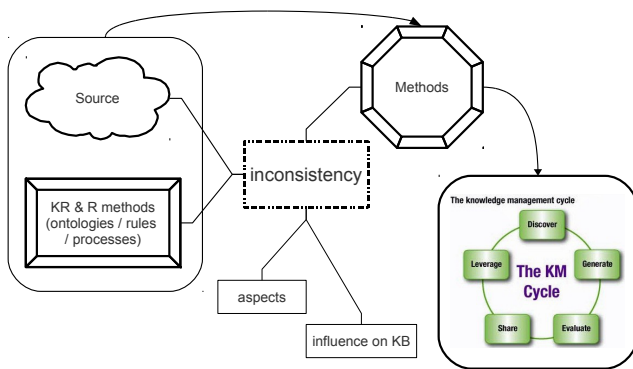 Source
Methods
inconsistency
KR & R methods
(ontologies / rules
/ processes)
aspects
influence on KB
The knowledge management cycle
Discover
Leverage
Generate
The KM
Cycle
Share
Evaluate